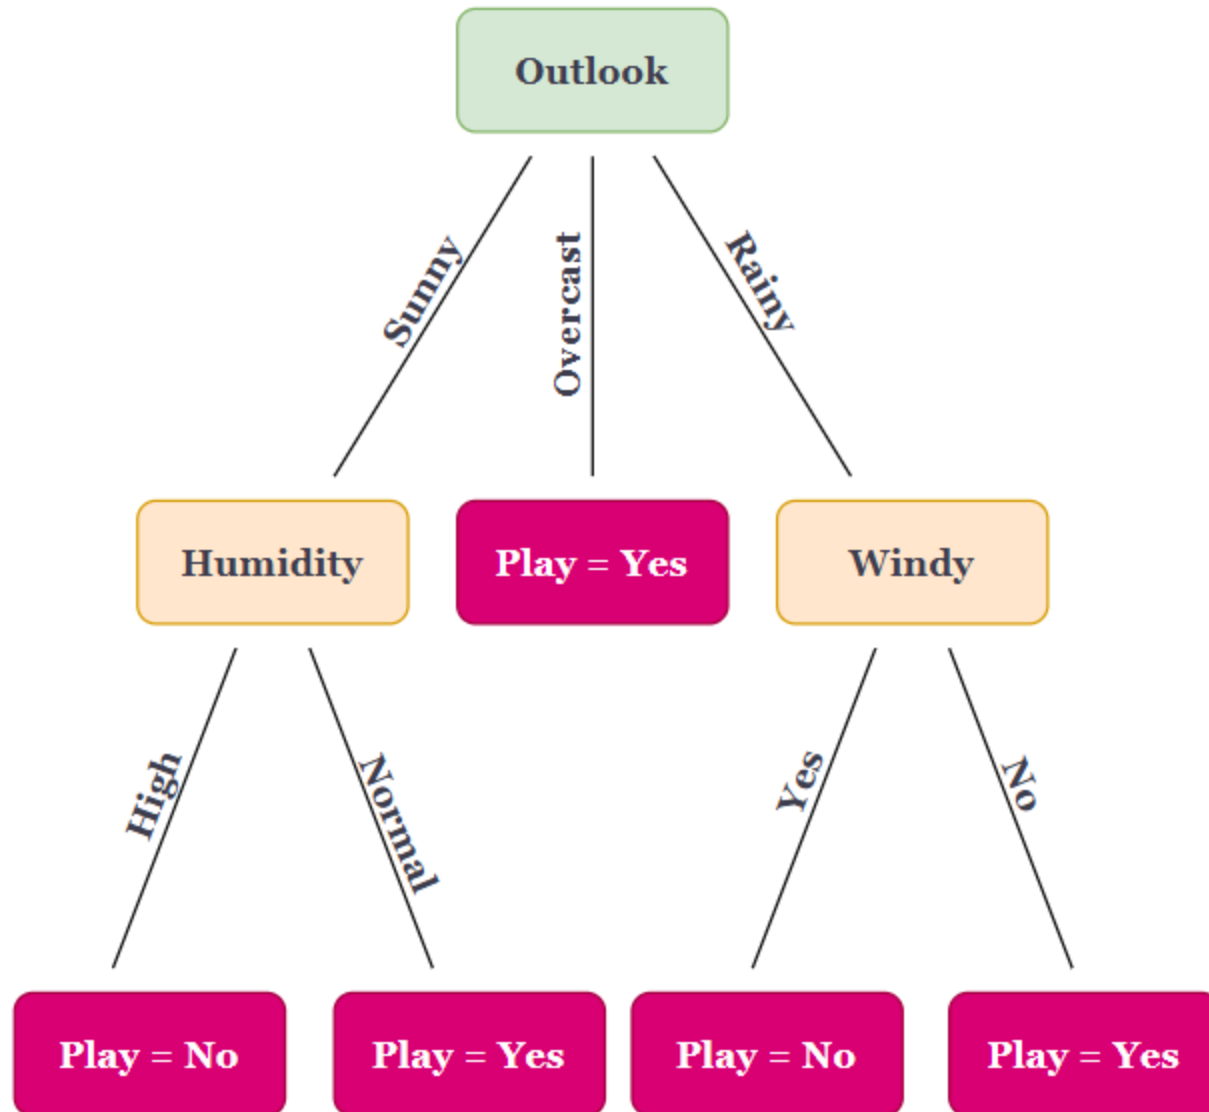 Outlook
Sunny
Overcast
Rainy
Humidity
Play = Yes
Windy
High
Normal
Yes
No
Play = No
Play = Yes
Play = No
Play = Yes